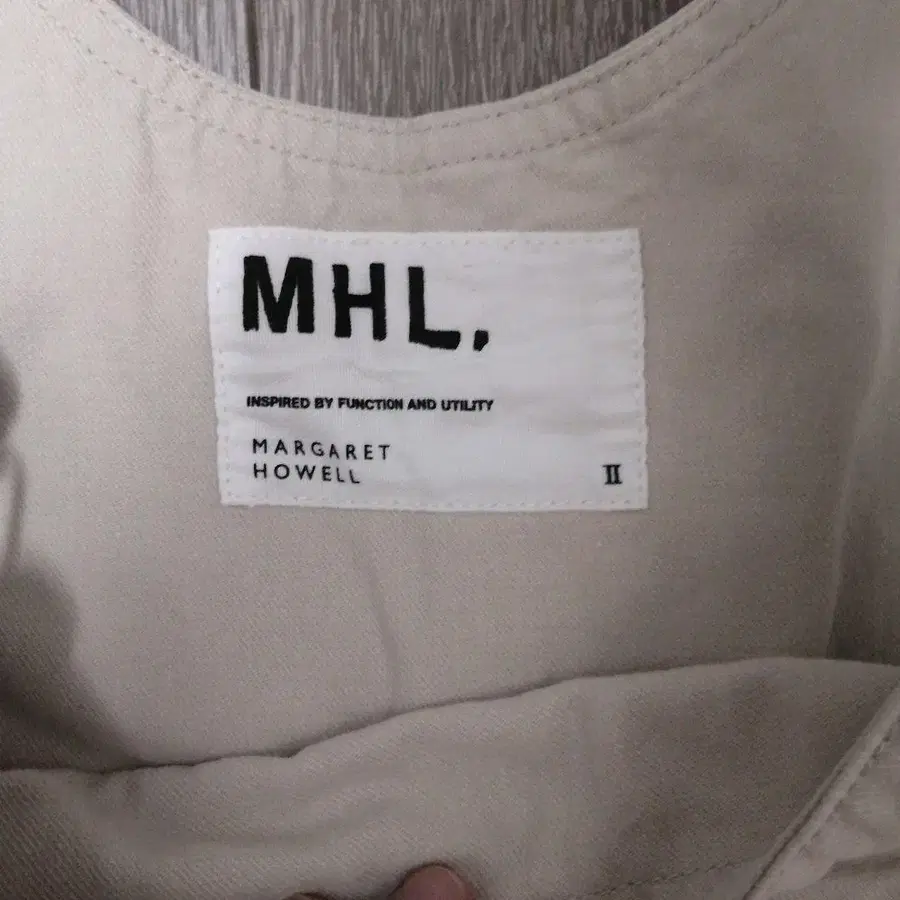 MHL.
INSPIRED BY FUNCTION AND UTILITY
MARGARET
HOWELL
II